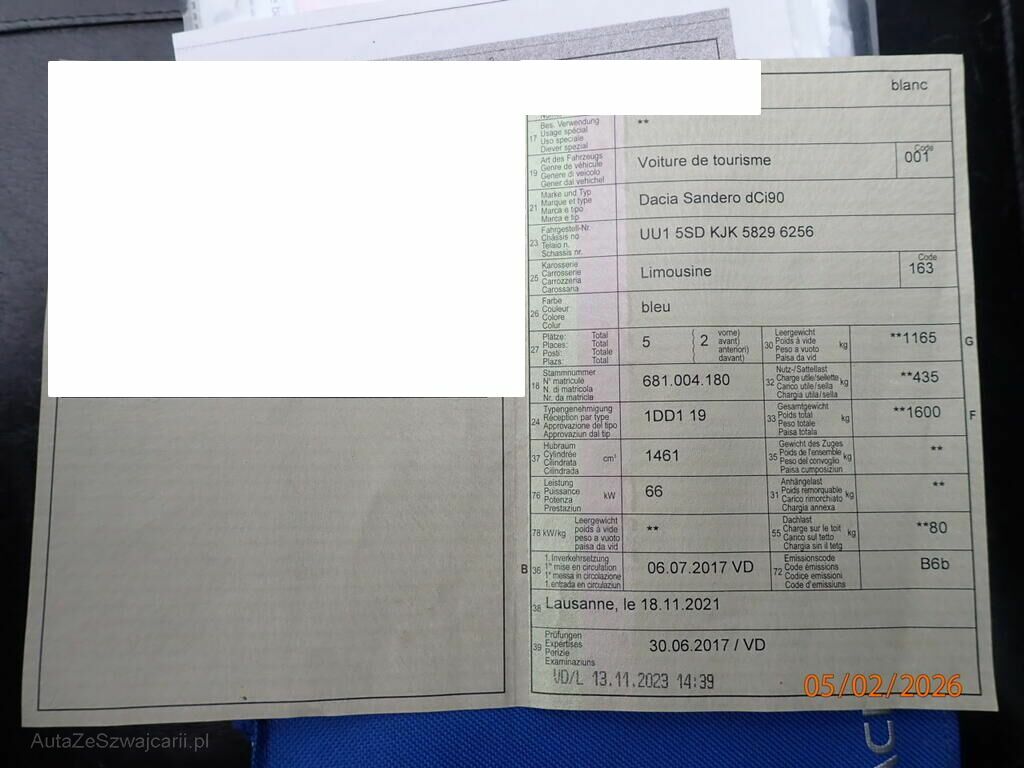 blanc
17
Bes. Verwendung
Usage spécial
Uso speciale
Diever spezial
**
19
Art des Fahrzeugs
Genre de véhicule
Genere di veicolo
Gener dal vehichel
Voiture de tourisme
Code
001
21
Marke und Typ
Marque et type
Marca e tipo
Marca e tip
Dacia Sandero dCi90
23
Fahrgestell-Nr.
Châssis no
Telaio n.
Schassis nr.
UU1 5SD KJK 5829 6256
25
Karosserie
Carrosserie
Carrozzeria
Carossaria
Limousine
Code
163
26
Farbe
Couleur
Colore
Colur
bleu
27
Plätze: Total
Places: Total
Posti: Totale
Plazs: Total
5
2
vorne)
avant)
anteriori)
davant)
30
Leergewicht
Poids à vide
Peso a vuoto
Paisa da vid
kg
**1165
G
18
Stammnummer
N° matricule
N. di matricola
Nr. da matricla
681.004.180
32
Nutz-/Sattellast
Charge utile/sellette
Carico utile/sella
Chargia utila/sella
kg
**435
24
Typengenehmigung
Réception par type
Approvazione del tipo
Approvaziun dal tip
1DD1 19
33
Gesamtgewicht
Poids total
Peso totale
Paisa totala
kg
**1600
F
37
Hubraum
Cylindrée
Cilindrata
Cilindrada
cm³
1461
35
Gewicht des Zuges
Poids de l'ensemble
Peso del convoglio
Paisa cumposiziun
kg
**
76
Leistung
Puissance
Potenza
Prestaziun
kW
66
31
Anhängelast
Poids remorquable
Carico rimorchiato
Chargia annexa
kg
**
78 kW/kg
Leergewicht
poids à vide
peso a vuoto
paisa da vid
**
55
Dachlast
Charge sur le toit
Carico sul tetto
Chargia sin il tetg
kg
**80
B
36
1. Inverkehrsetzung
1re mise en circulation
1a messa in circolazione
1. entrada en circulaziun
06.07.2017 VD
72
Emissionscode
Code émissions
Codice emissioni
Code d'emissiuns
B6b
38
Lausanne, le 18.11.2021
39
Prüfungen
Expertises
Perizie
Examinaziuns
30.06.2017 / VD
VD/L 13.11.2023 14:39
05/02/2026
AutaZeSzwajcarii.pl